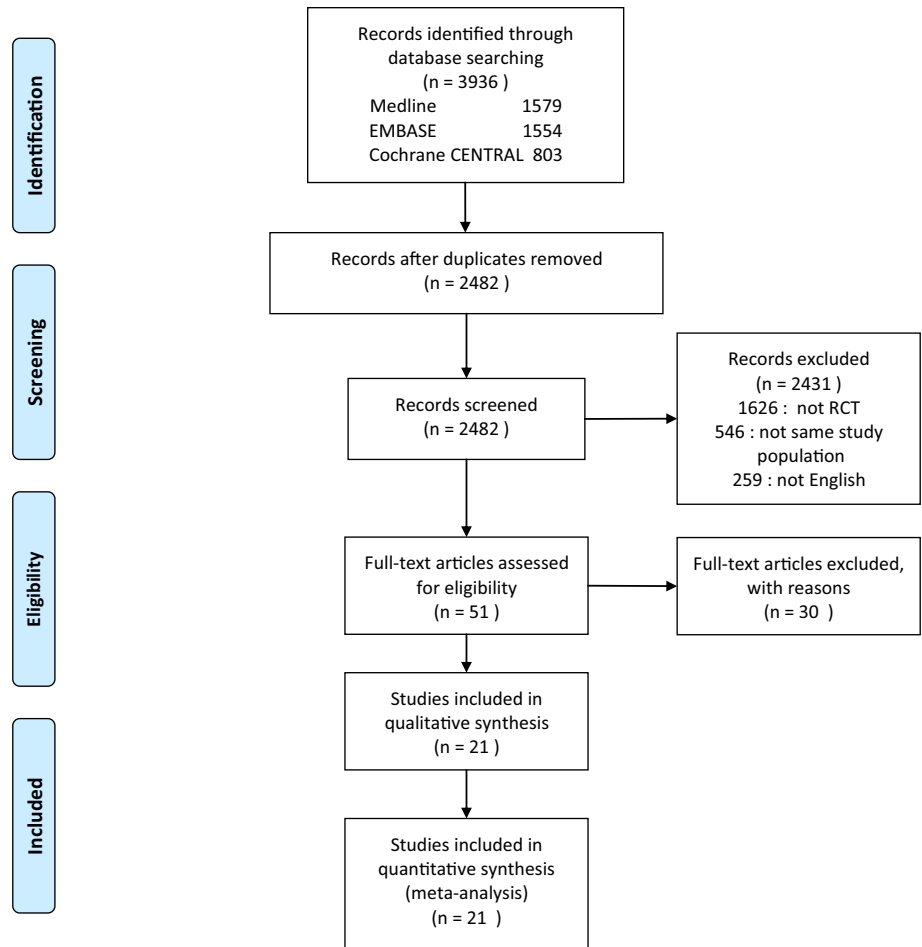 Identification
Records identified through
database searching
(n = 3936 )
Medline 1579
EMBASE 1554
Cochrane CENTRAL 803
Records after duplicates removed
(n = 2482 )
Screening
Records screened
(n = 2482 )
Records excluded
(n = 2431 )
1626 : not RCT
546 : not same study
population
259 : not English
Eligibility
Full-text articles assessed
for eligibility
(n = 51 )
Full-text articles excluded,
with reasons
(n = 30 )
Studies included in
qualitative synthesis
(n = 21 )
Included
Studies included in
quantitative synthesis
(meta-analysis)
(n = 21 )